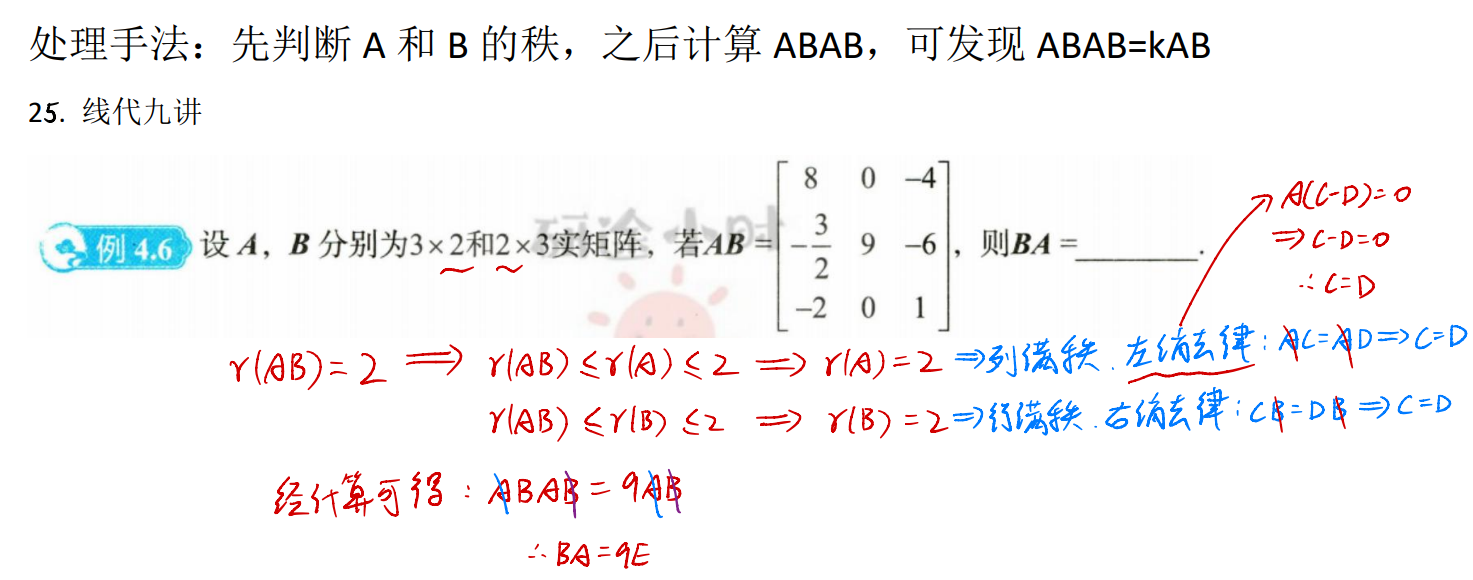 处理手法：先判断 A 和 B 的秩，之后计算 ABAB，可发现 ABAB=kAB
25. 线代九讲
例 4.6 设 A，B 分别为3×2和2×3实矩阵，若AB = [8 0 -4; -3/2 9 -6; -2 0 1]，则BA = ________.
研途小时
A(C-D)=0
⇒ C-D=0
∴ C=D
r(AB)=2 ⟹ r(AB)≤r(A)≤2 ⟹ r(A)=2 ⇒列满秩. 左消去律: AC=AD⇒C=D
r(AB)≤r(B)≤2 ⟹ r(B)=2⇒行满秩. 右消去律: CB=DB⇒C=D
经计算可得: ABAB=9AB
∴ BA=9E